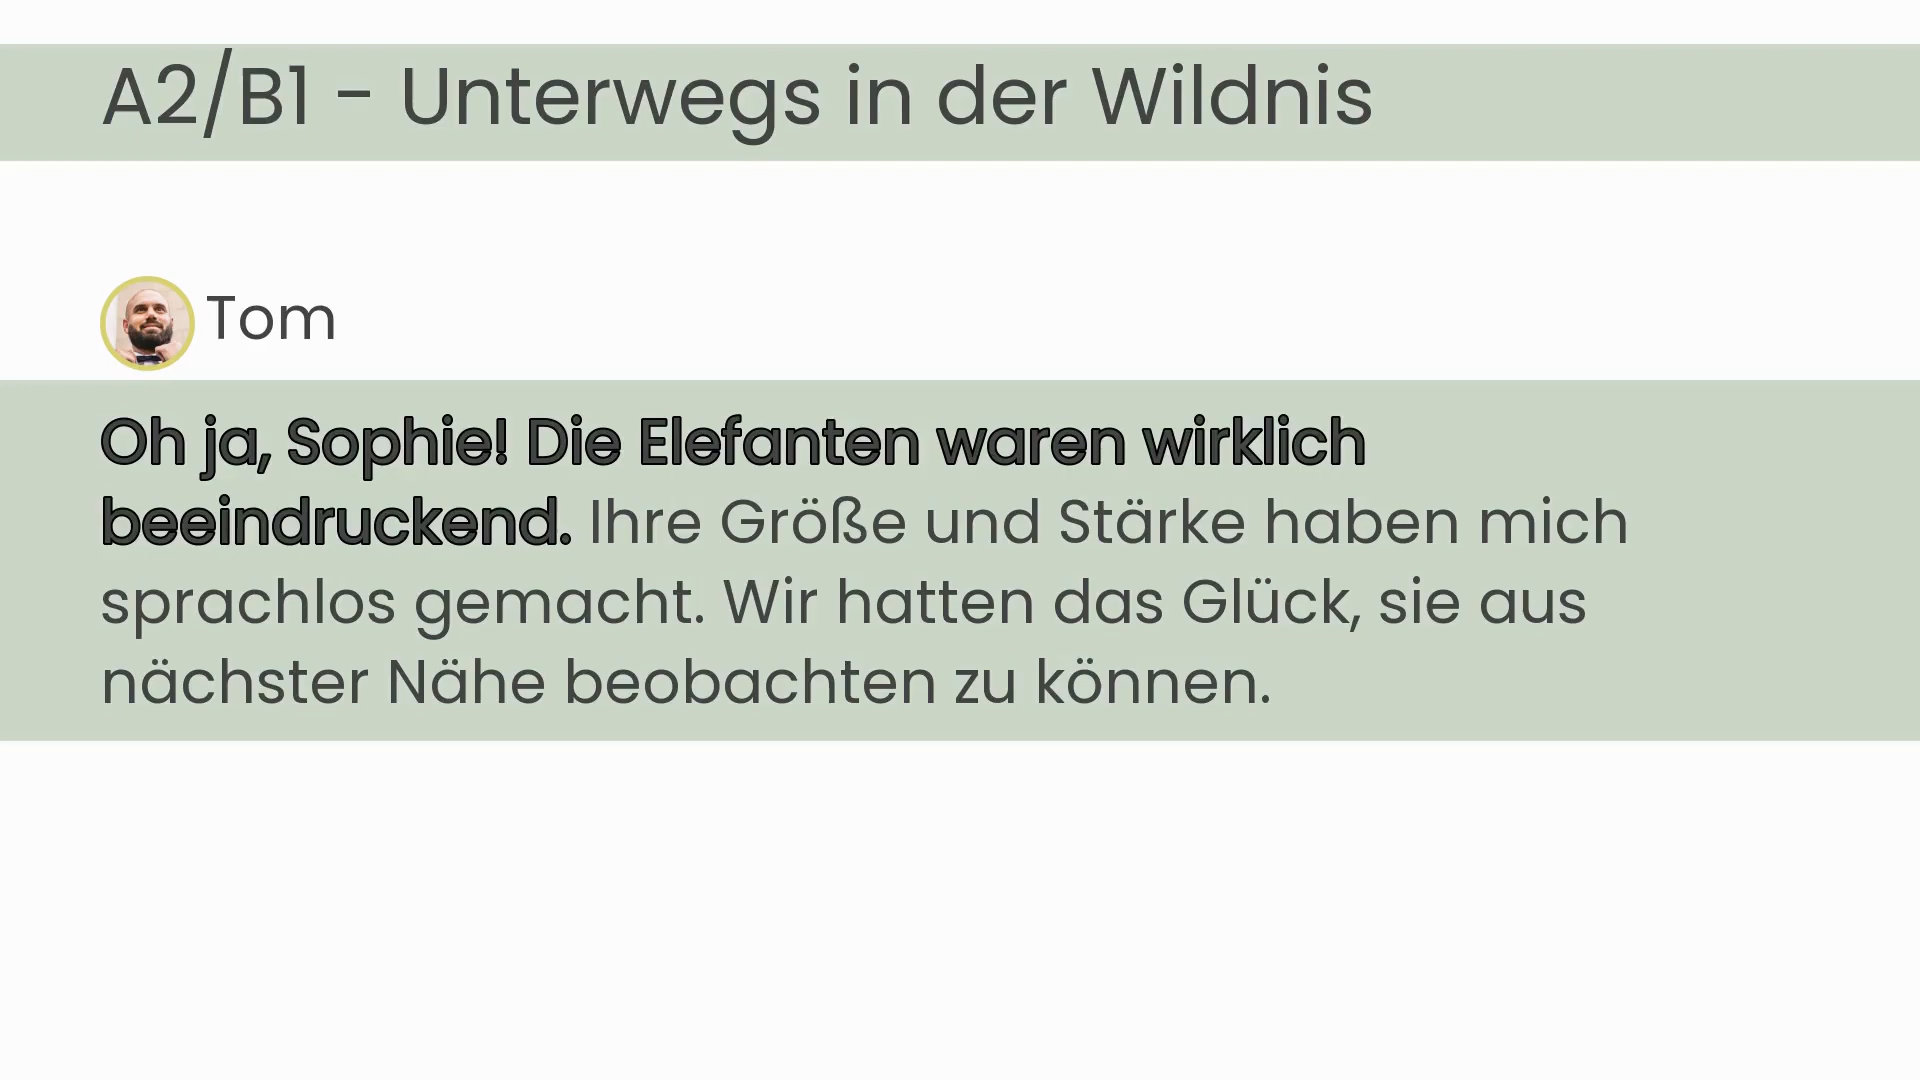 A2/B1 - Unterwegs in der Wildnis
Tom
Oh ja, Sophie! Die Elefanten waren wirklich
beeindruckend. Ihre Größe und Stärke haben mich
sprachlos gemacht. Wir hatten das Glück, sie aus
nächster Nähe beobachten zu können.